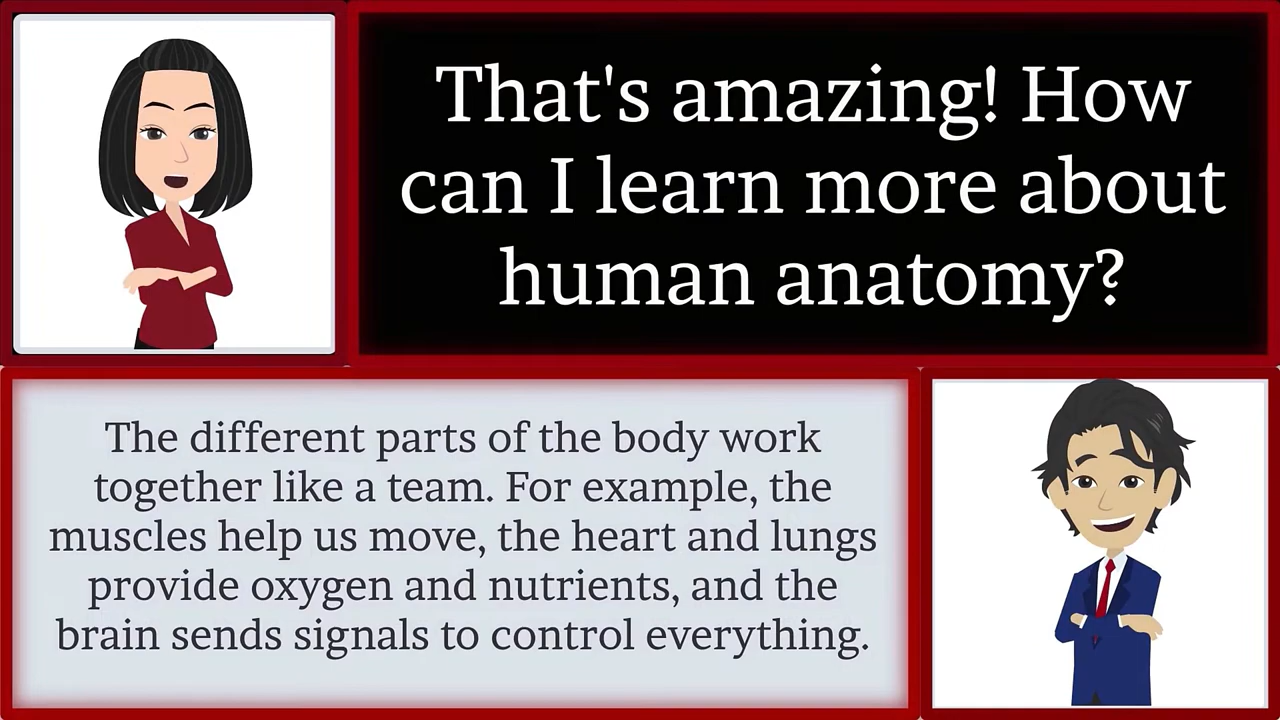 That's amazing! How
can I learn more about
human anatomy?
The different parts of the body work
together like a team. For example, the
muscles help us move, the heart and lungs
provide oxygen and nutrients, and the
brain sends signals to control everything.